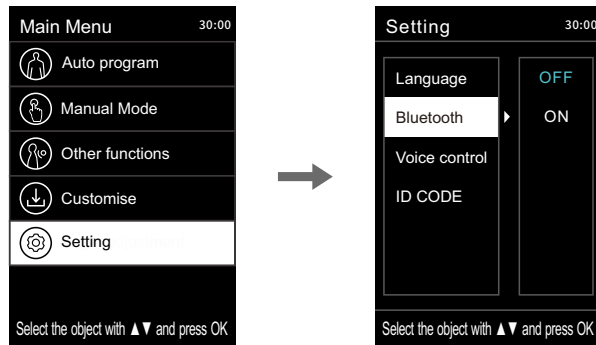 Main Menu 30:00
Auto program
Manual Mode
Other functions
Customise
Setting
Select the object with ▲▼ and press OK
Setting 30:00
Language
Bluetooth
Voice control
ID CODE
OFF
ON
Select the object with ▲▼ and press OK